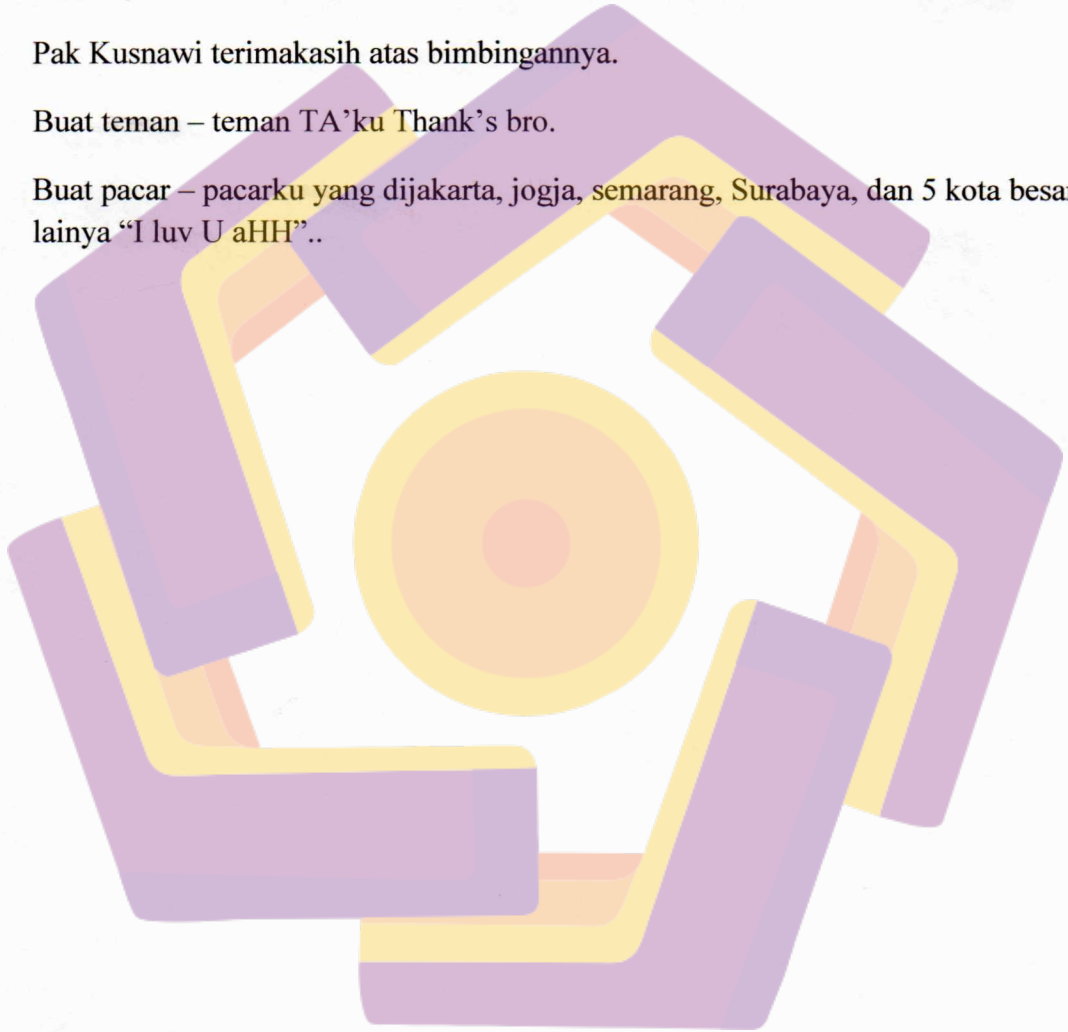 Pak Kusnawi terimakasih atas bimbingannya.
Buat teman – teman TA’ku Thank’s bro.
Buat pacar – pacarku yang dijakarta, jogja, semarang, Surabaya, dan 5 kota besar
lainya “I luv U aHH”..